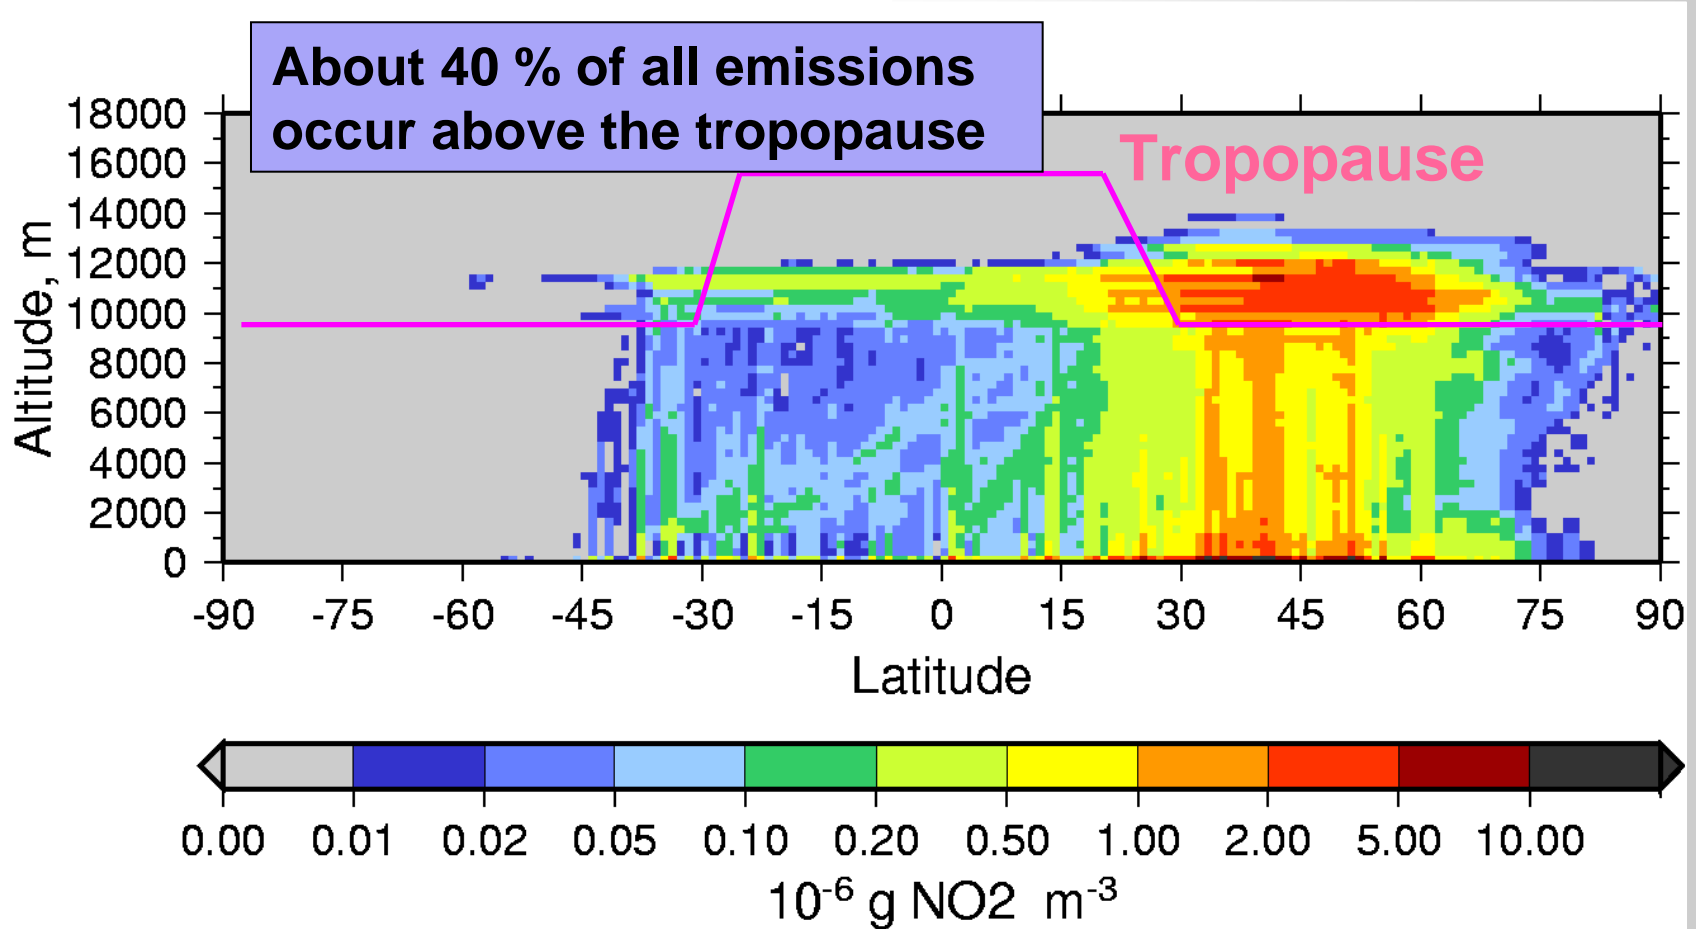 About 40 % of all emissions
occur above the tropopause
Tropopause
18000
16000
14000
12000
10000
8000
6000
4000
2000
0
Altitude, m
-90 -75 -60 -45 -30 -15 0 15 30 45 60 75 90
Latitude
0.00 0.01 0.02 0.05 0.10 0.20 0.50 1.00 2.00 5.00 10.00
10-6 g NO2 m-3